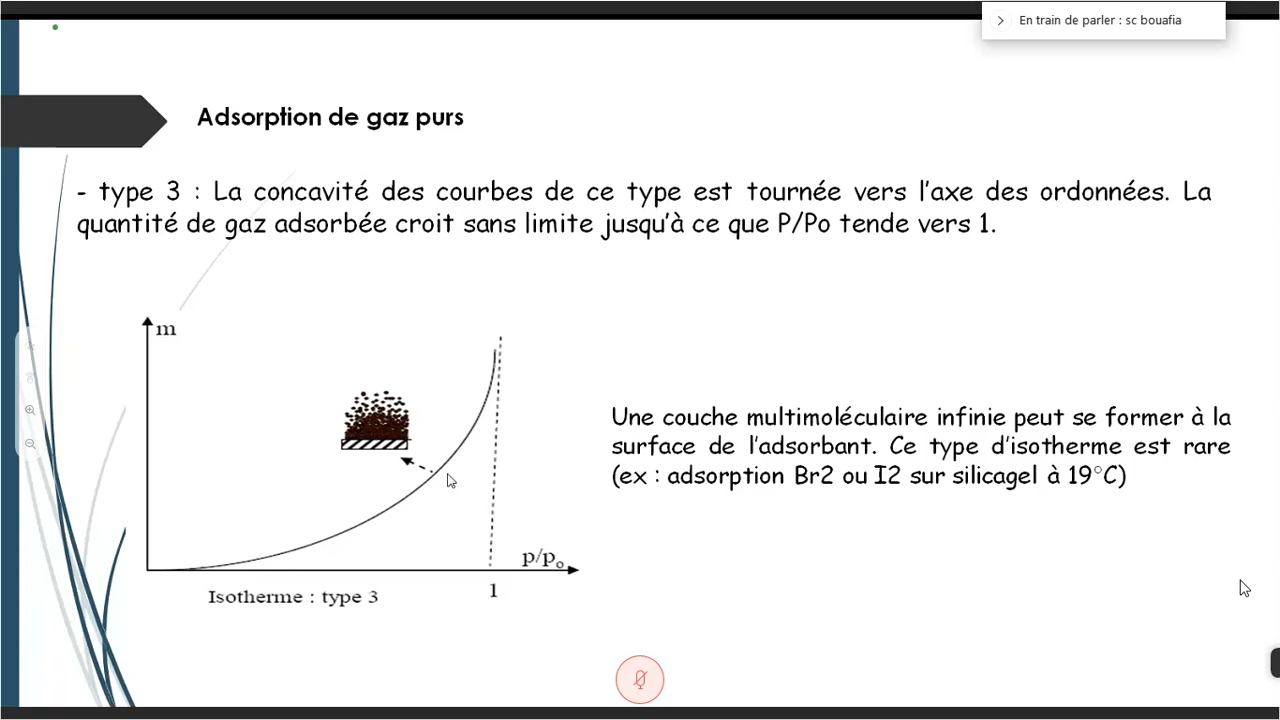 En train de parler : sc bouafia
Adsorption de gaz purs
- type 3 : La concavité des courbes de ce type est tournée vers l'axe des ordonnées. La
quantité de gaz adsorbée croit sans limite jusqu'à ce que P/Po tende vers 1.
m
Une couche multimoléculaire infinie peut se former à la
surface de l'adsorbant. Ce type d'isotherme est rare
(ex : adsorption Br2 ou I2 sur silicagel à 19°C)
p/p₀
1
Isotherme : type 3